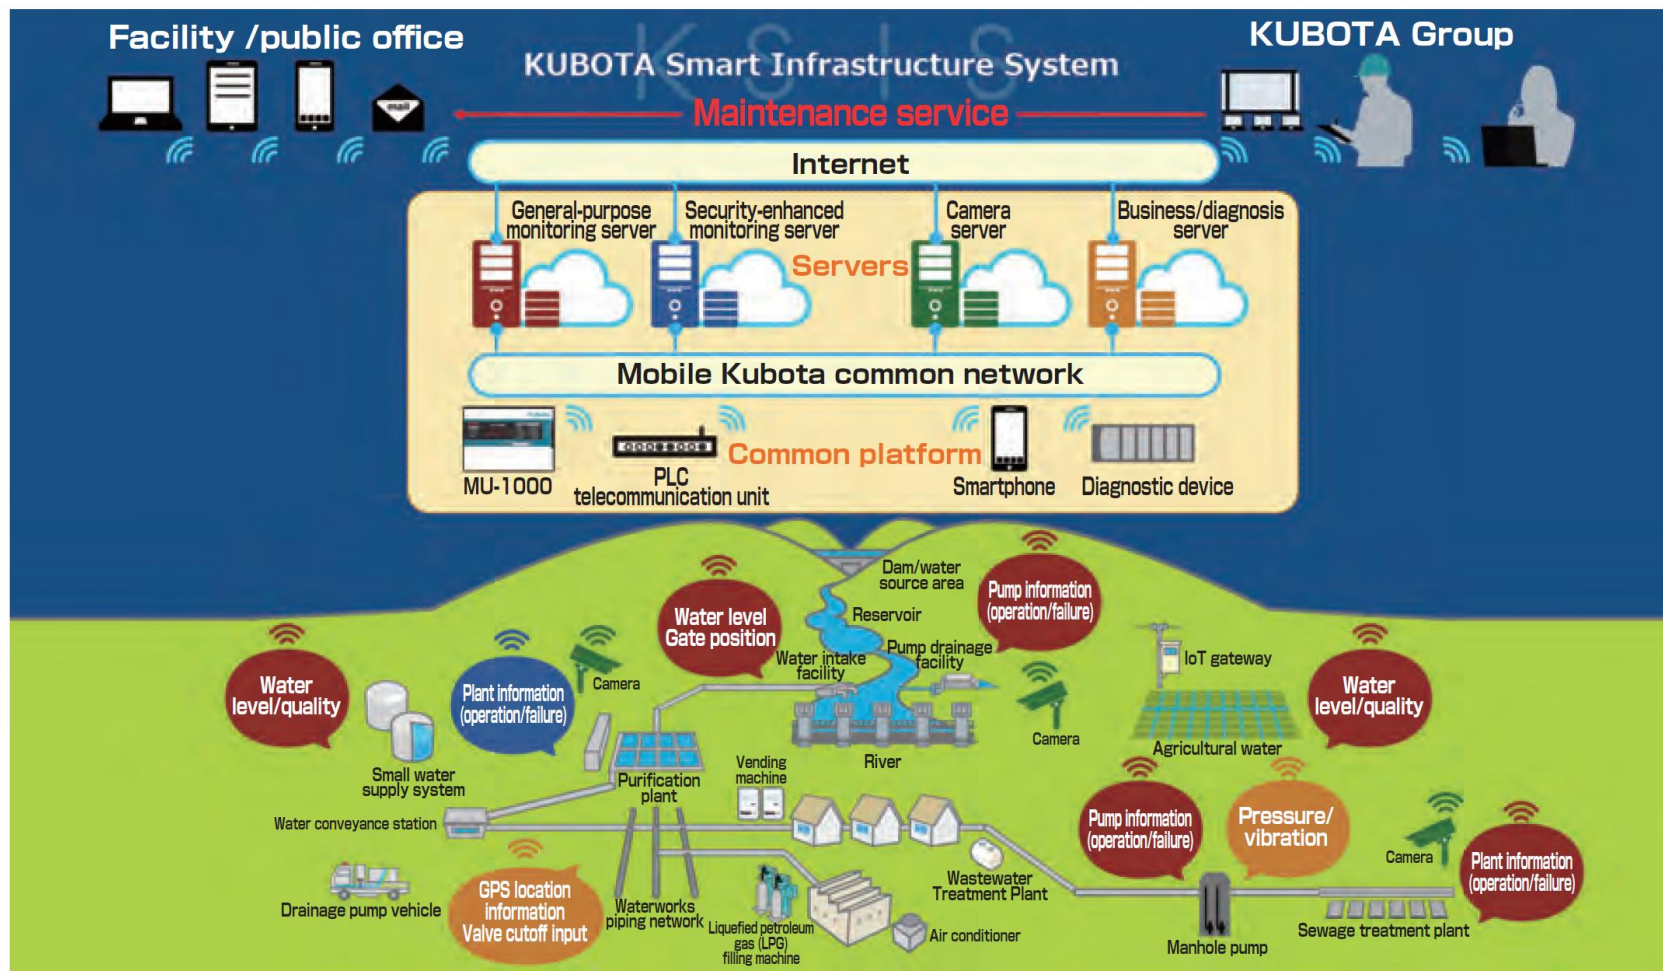 Facility /public office
KSIS
KUBOTA Smart Infrastructure System
KUBOTA Group
mail
Maintenance service
Internet
General-purpose
monitoring server
Security-enhanced
monitoring server
Camera
server
Business/diagnosis
server
Servers
Mobile Kubota common network
MU-1000
PLC
telecommunication unit
Common platform
Smartphone
Diagnostic device
Dam/water
source area
Reservoir
Pump information
(operation/failure)
Water level
Gate position
Water intake
facility
Pump drainage
facility
IoT gateway
Water
level/quality
Plant information
(operation/failure)
Camera
Water
level/quality
Camera
Agricultural water
Small water
supply system
Purification
plant
Vending
machine
River
Water conveyance station
Pump information
(operation/failure)
Pressure/
vibration
Camera
Plant information
(operation/failure)
Drainage pump vehicle
GPS location
information
Valve cutoff input
Waterworks
piping network
Liquefied petroleum
gas (LPG)
filling machine
Air conditioner
Wastewater
Treatment Plant
Manhole pump
Sewage treatment plant